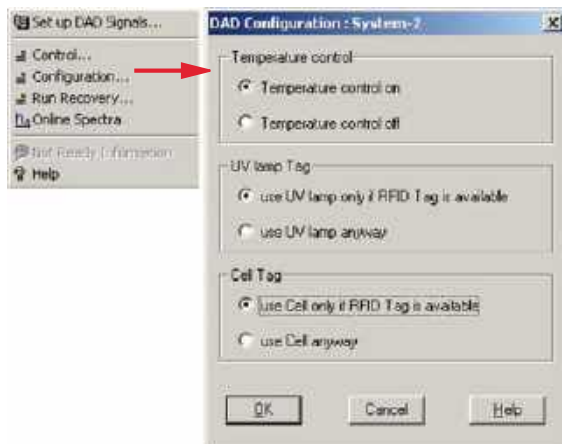 Set up DAD Signals...
Control...
Configuration...
Run Recovery...
Online Spectra
Not Ready Information
Help
DAD Configuration : System-2
Temperature control
Temperature control on
Temperature control off
UV lamp Tag
use UV lamp only if RFID Tag is available
use UV lamp anyway
Cell Tag
use Cell only if RFID Tag is available
use Cell anyway
OK
Cancel
Help